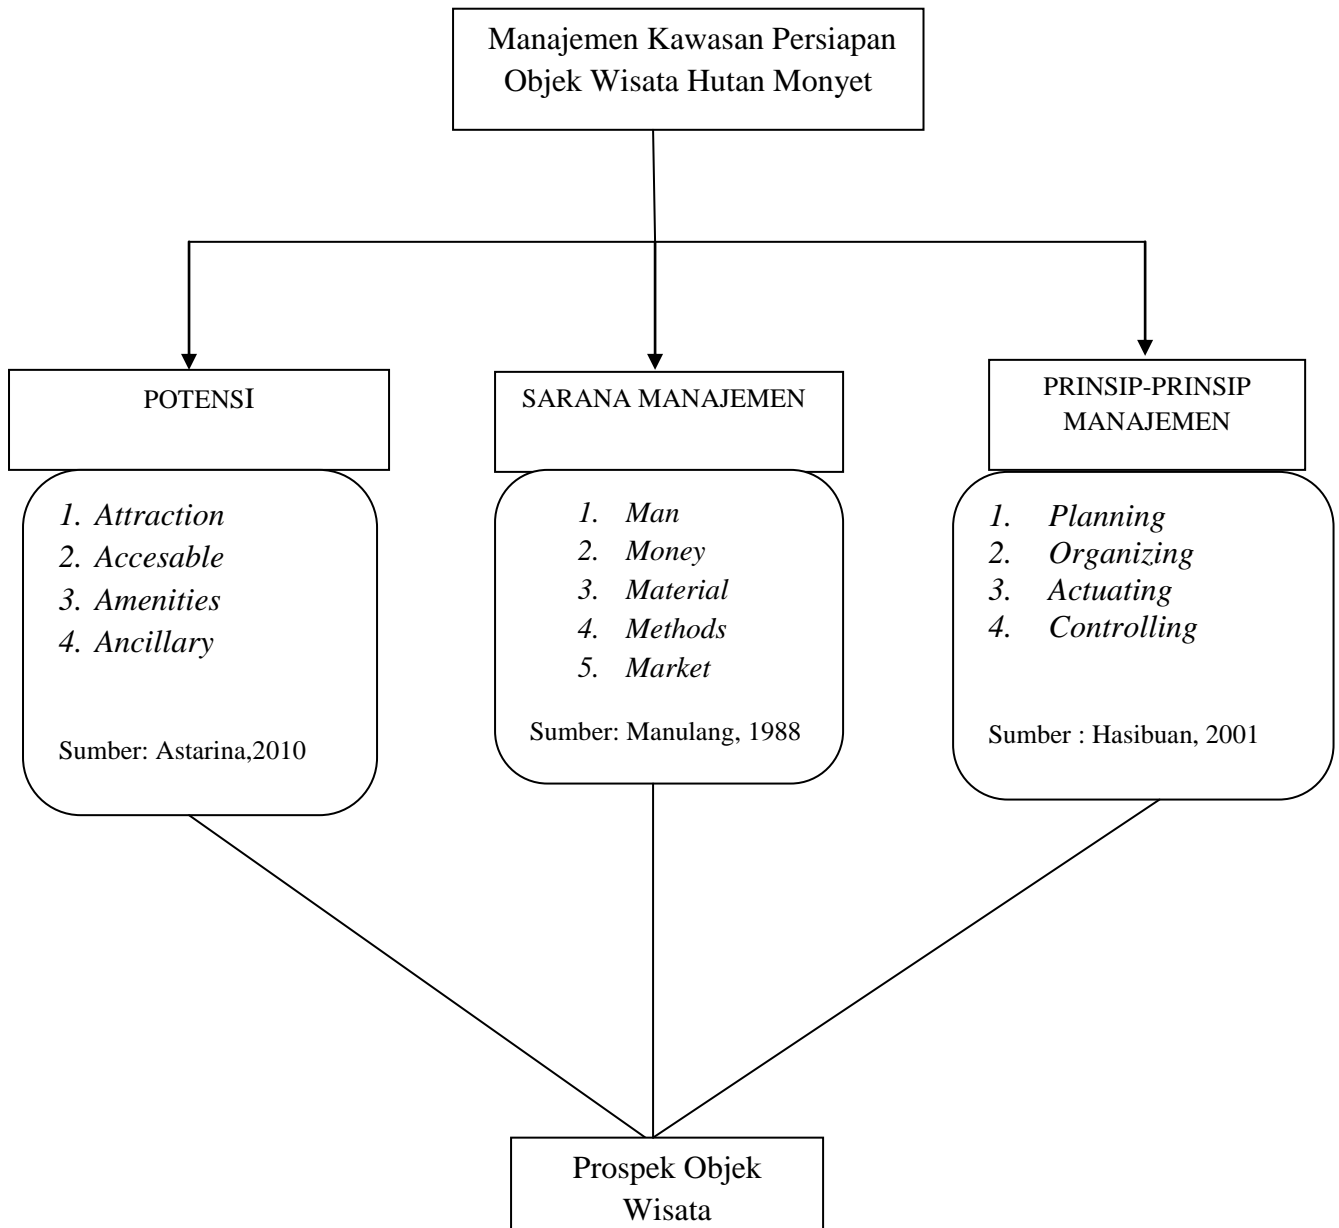 Manajemen Kawasan Persiapan
Objek Wisata Hutan Monyet
POTENSI
1. Attraction
2. Accesable
3. Amenities
4. Ancillary
Sumber: Astarina,2010
SARANA MANAJEMEN
1. Man
2. Money
3. Material
4. Methods
5. Market
Sumber: Manulang, 1988
PRINSIP-PRINSIP
MANAJEMEN
1. Planning
2. Organizing
3. Actuating
4. Controlling
Sumber : Hasibuan, 2001
Prospek Objek
Wisata